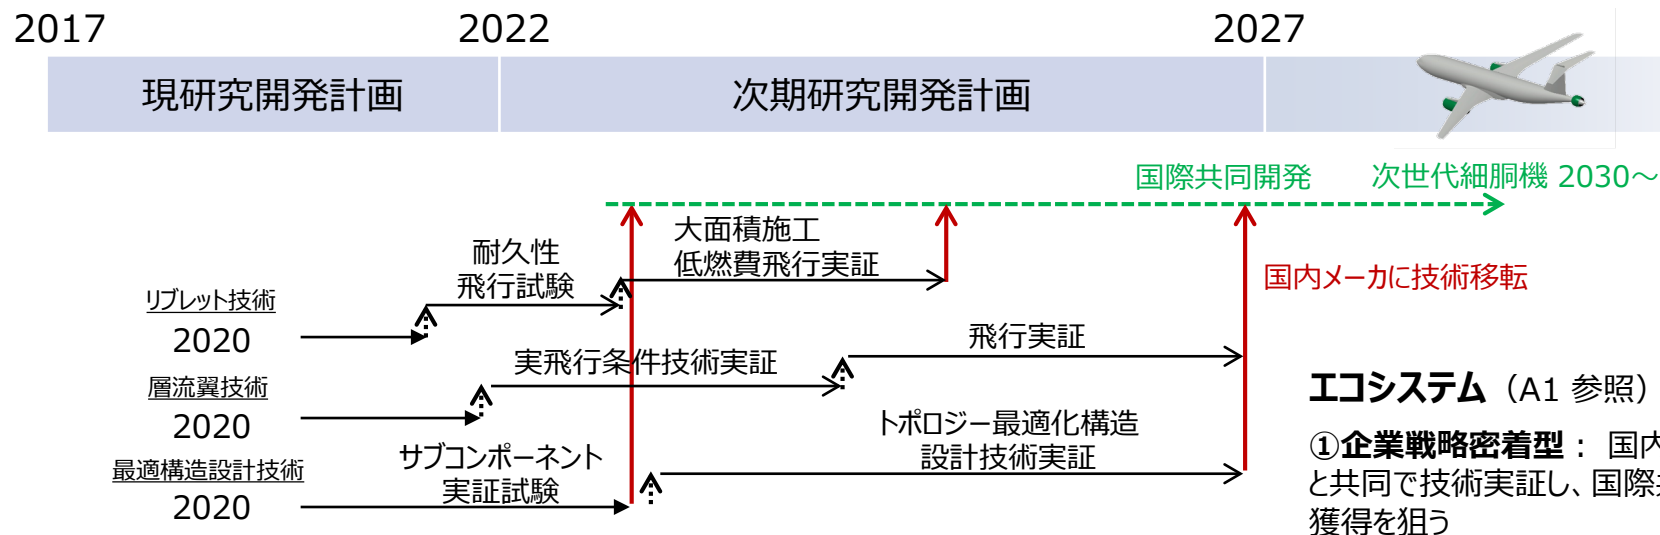 2017
2022
2027
現研究開発計画
次期研究開発計画
国際共同開発
次世代細胴機 2030～
耐久性
飛行試験
大面積施工
低燃費飛行実証
国内メーカに技術移転
リブレット技術
2020
飛行実証
実飛行条件技術実証
層流翼技術
2020
サブコンポーネント
実証試験
トポロジー最適化構造
設計技術実証
最適構造設計技術
2020
エコシステム（A1 参照）
①企業戦略密着型： 国内
と共同で技術実証し、国際
獲得を狙う